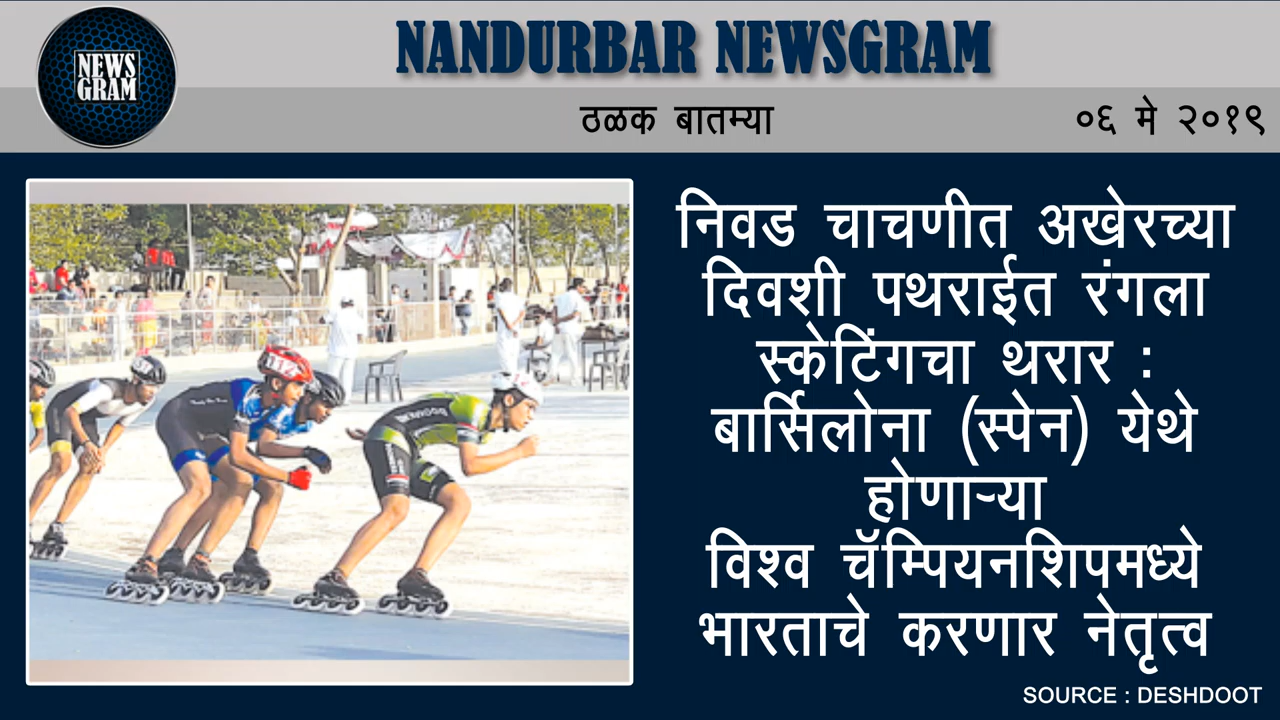 NEWS
GRAM
NANDURBAR NEWSGRAM
ठळक बातम्या
०६ मे २०१९
निवड चाचणीत अखेरच्या
दिवशी पथराईत रंगला
स्केटिंगचा थरार :
बार्सिलोना (स्पेन) येथे
होणाऱ्या
विश्व चॅम्पियनशिपमध्ये
भारताचे करणार नेतृत्व
SOURCE : DESHDOOT